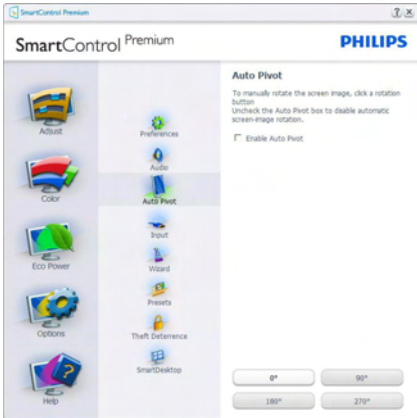 SmartControl Premium
SmartControl Premium
PHILIPS
Adjust
Color
Eco Power
Options
Help
Preferences
Audio
Auto Pivot
Input
Wizard
Presets
Theft Deterrence
SmartDesktop
Auto Pivot
To manually rotate the screen image, click a rotation
button
Uncheck the Auto Pivot box to disable automatic
screen-image rotation.
Enable Auto Pivot
0°
90°
180°
270°